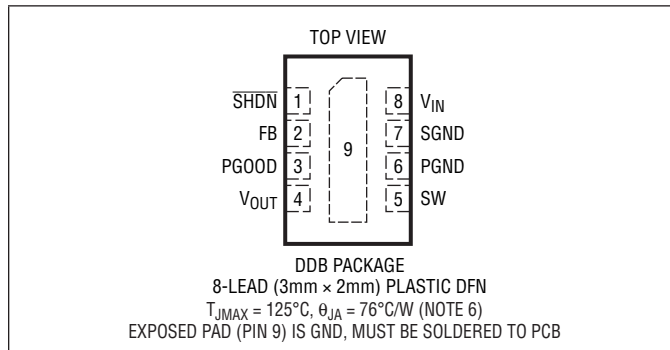 TOP VIEW
SHDN 1
FB 2
PGOOD 3
VOUT 4
9
8 VIN
7 SGND
6 PGND
5 SW
DDB PACKAGE
8-LEAD (3mm × 2mm) PLASTIC DFN
TJMAX = 125°C, θJA = 76°C/W (NOTE 6)
EXPOSED PAD (PIN 9) IS GND, MUST BE SOLDERED TO PCB